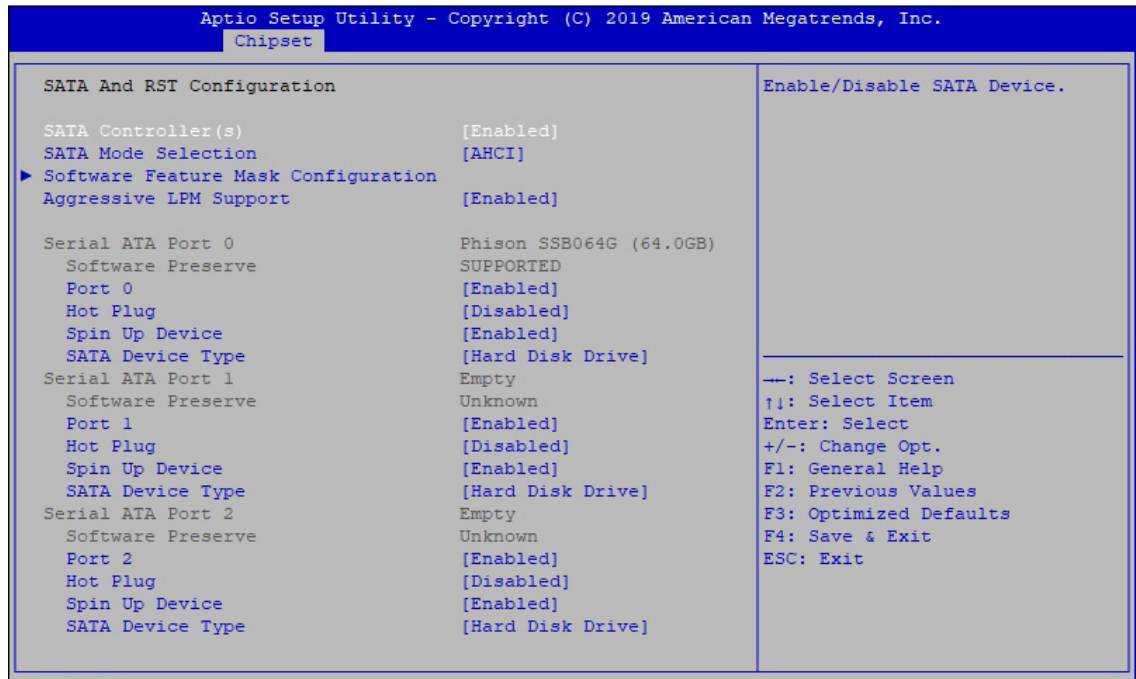 Aptio Setup Utility – Copyright (C) 2019 American Megatrends, Inc.
Chipset
SATA And RST Configuration
SATA Controller(s) [Enabled]
SATA Mode Selection [AHCI]
► Software Feature Mask Configuration
Aggressive LPM Support [Enabled]
Serial ATA Port 0 Phison SSB064G (64.0GB)
Software Preserve SUPPORTED
Port 0 [Enabled]
Hot Plug [Disabled]
Spin Up Device [Enabled]
SATA Device Type [Hard Disk Drive]
Serial ATA Port 1 Empty
Software Preserve Unknown
Port 1 [Enabled]
Hot Plug [Disabled]
Spin Up Device [Enabled]
SATA Device Type [Hard Disk Drive]
Serial ATA Port 2 Empty
Software Preserve Unknown
Port 2 [Enabled]
Hot Plug [Disabled]
Spin Up Device [Enabled]
SATA Device Type [Hard Disk Drive]
Enable/Disable SATA Device.
→←: Select Screen
↑↓: Select Item
Enter: Select
+/-: Change Opt.
F1: General Help
F2: Previous Values
F3: Optimized Defaults
F4: Save & Exit
ESC: Exit